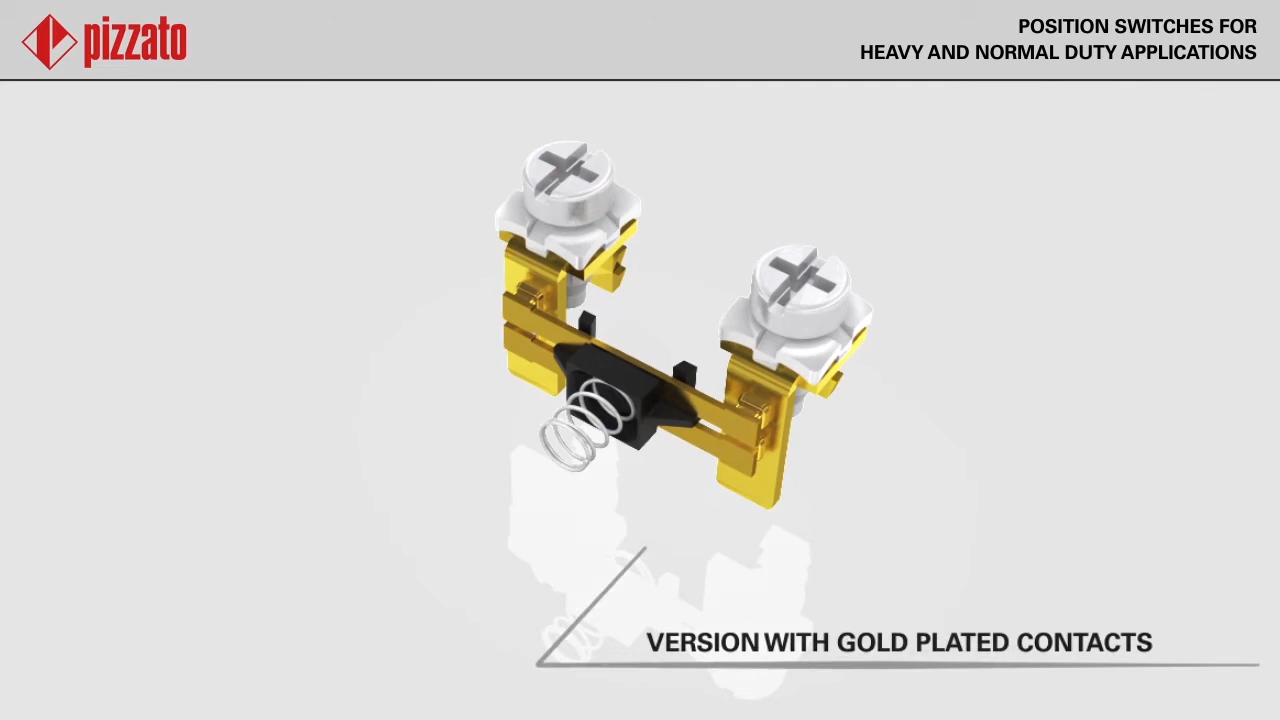 pizzato
POSITION SWITCHES FOR
HEAVY AND NORMAL DUTY APPLICATIONS
VERSION WITH GOLD PLATED CONTACTS